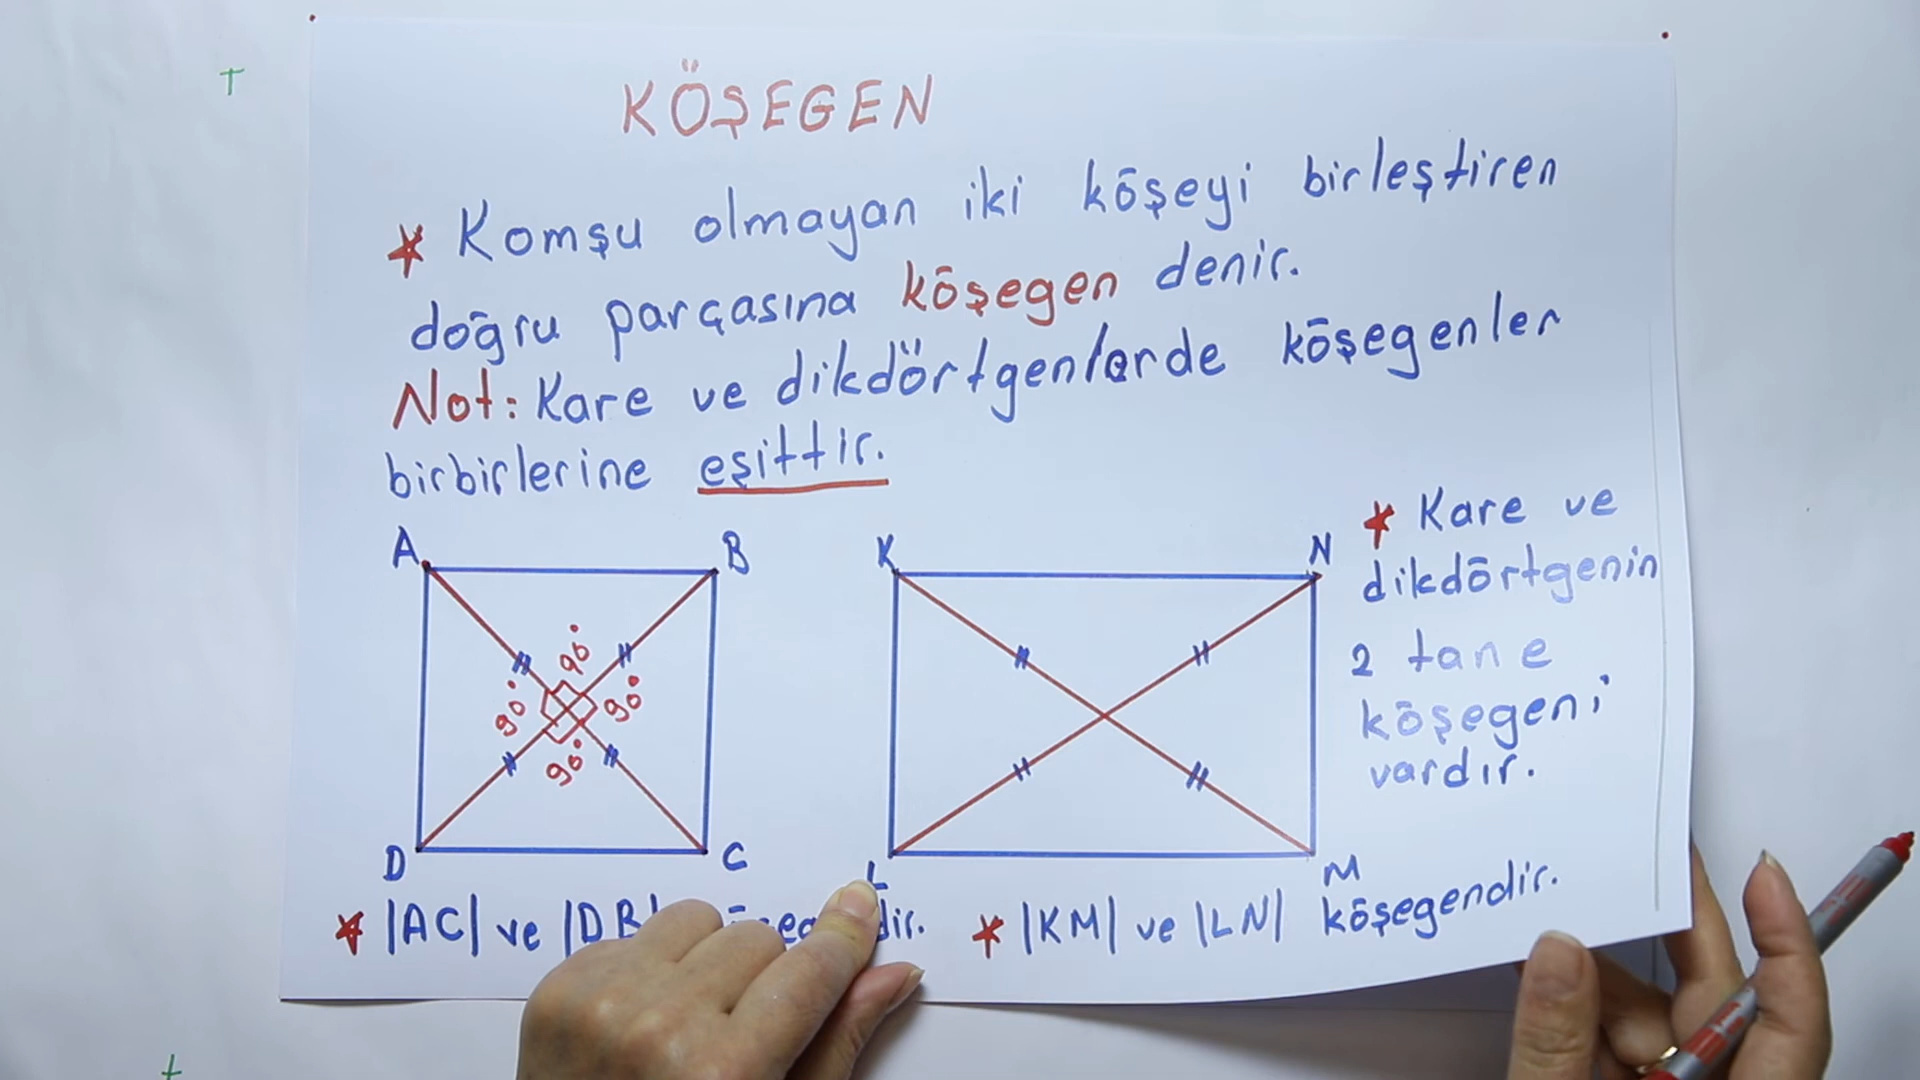 T
KÖŞEGEN
* Komşu olmayan iki köşeyi birleştiren
doğru parçasına köşegen denir.
Not: Kare ve dikdörtgenlerde köşegenler
birbirlerine eşittir.
A B
90°
90° 90°
90°
D C
K N
L M
* Kare ve
dikdörtgenin
2 tane
köşegeni
vardır.
* |AC| ve |DB|
* |KM| ve |LN| köşegendir.
t